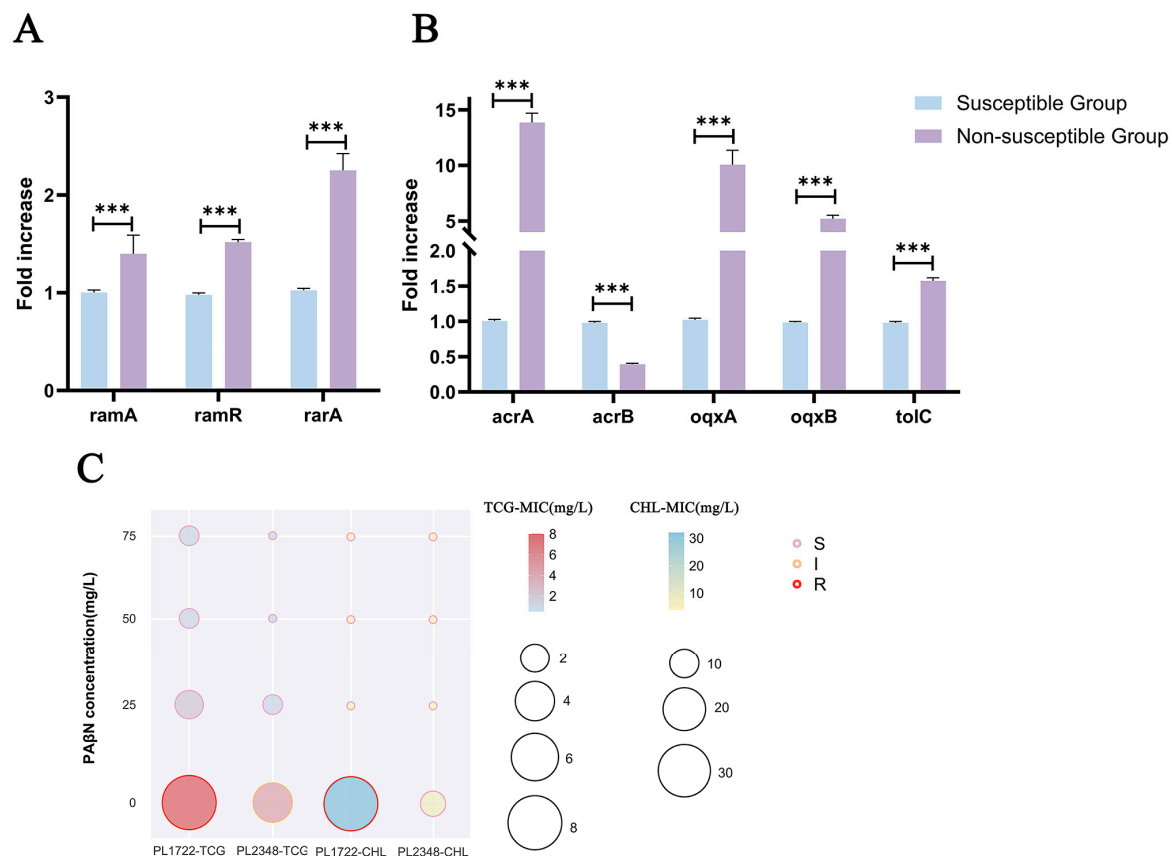 A
B
Fold increase
3
2
1
0
***
***
***
ramA
ramR
rarA
Fold increase
15
10
5
2.0
1.5
1.0
0.5
0.0
***
***
***
***
***
acrA
acrB
oqxA
oqxB
tolC
Susceptible Group
Non-susceptible Group
C
PAβN concentration(mg/L)
75
50
25
0
PL1722-TCG
PL2348-TCG
PL1722-CHL
PL2348-CHL
TCG-MIC(mg/L)
8
6
4
2
2
4
6
8
CHL-MIC(mg/L)
30
20
10
10
20
30
S
I
R